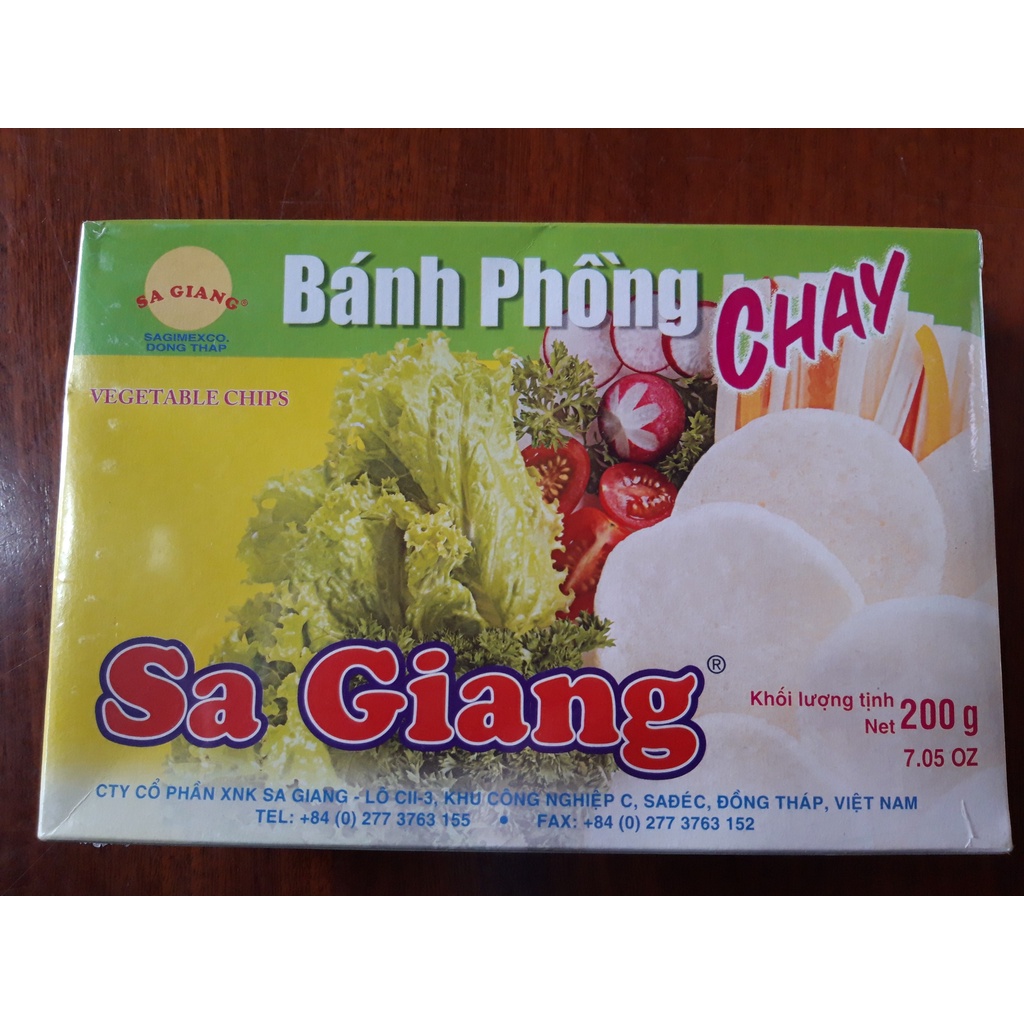 SA GIANG®
SAGIMEXCO.
DONG THAP
Bánh Phồng
CHAY
VEGETABLE CHIPS
Sa Giang®
Khối lượng tịnh
Net 200 g
7.05 OZ
CTY CỔ PHẦN XNK SA GIANG - LÔ CII-3, KHU CÔNG NGHIỆP C, SAĐÉC, ĐỒNG THÁP, VIỆT NAM
TEL: +84 (0) 277 3763 155 • FAX: +84 (0) 277 3763 152